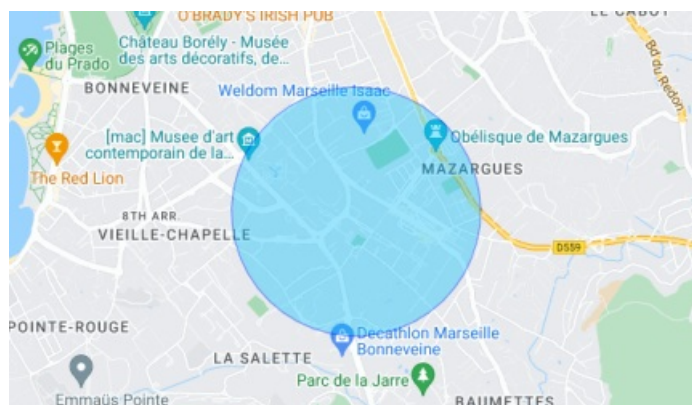 O'BRADY'S IRISH PUB
LE CABOT
Plages
du Prado
Château Borély - Musée
des arts décoratifs, de...
Bd du Redon
BONNEVEINE
Weldom Marseille Isaac
[mac] Musee d'art
contemporain de la...
Obélisque de Mazargues
The Red Lion
MAZARGUES
8TH ARR.
VIEILLE-CHAPELLE
D559
POINTE-ROUGE
Decathlon Marseille
Bonneveine
LA SALETTE
Parc de la Jarre
Emmaüs Pointe
BAUMETTES